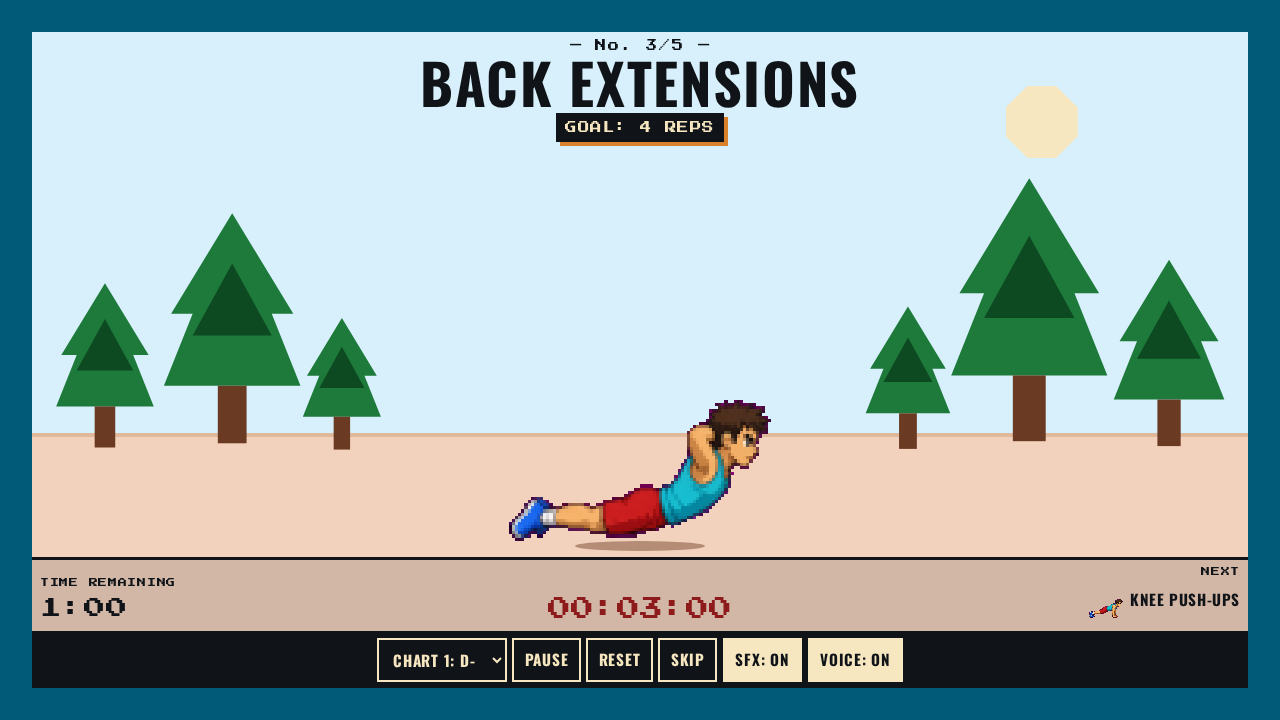 — No. 3/5 —
BACK EXTENSIONS
GOAL: 4 REPS
TIME REMAINING
1:00
00:03:00
NEXT
KNEE PUSH-UPS
CHART 1: D-
PAUSE
RESET
SKIP
SFX: ON
VOICE: ON